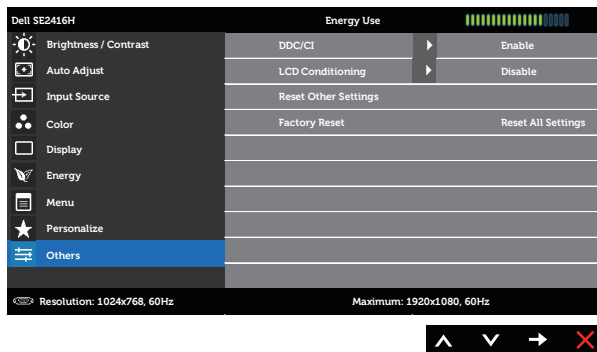 Dell SE2416H Energy Use
Brightness / Contrast DDC/CI Enable
Auto Adjust LCD Conditioning Disable
Input Source Reset Other Settings
Color Factory Reset Reset All Settings
Display
Energy
Menu
Personalize
Others
Resolution: 1024x768, 60Hz Maximum: 1920x1080, 60Hz